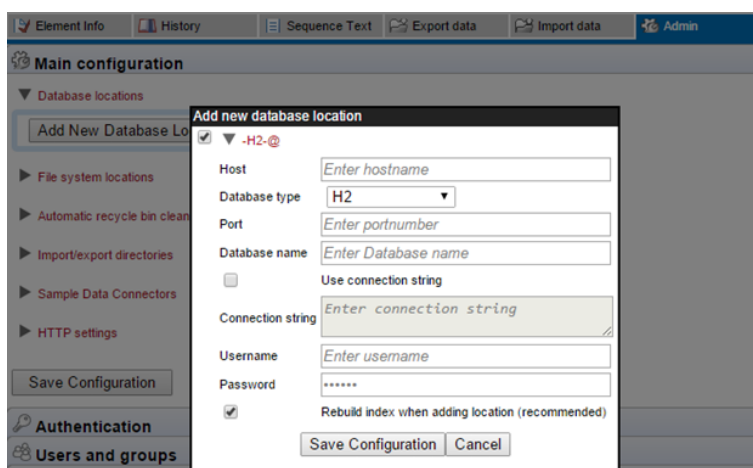 Element Info History Sequence Text Export data Import data Admin
Main configuration
Database locations
Add New Database Lo
File system locations
Automatic recycle bin clean
Import/export directories
Sample Data Connectors
HTTP settings
Save Configuration
Authentication
Users and groups
Add new database location
-H2-@
Host Enter hostname
Database type H2
Port Enter portnumber
Database name Enter Database name
Use connection string
Connection string Enter connection string
Username Enter username
Password ••••••
Rebuild index when adding location (recommended)
Save Configuration Cancel